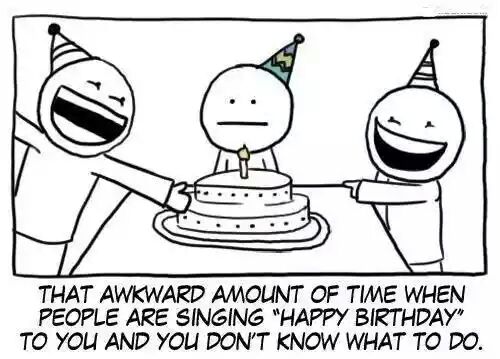 THAT AWKWARD AMOUNT OF TIME WHEN
PEOPLE ARE SINGING "HAPPY BIRTHDAY"
TO YOU AND YOU DON'T KNOW WHAT TO DO.